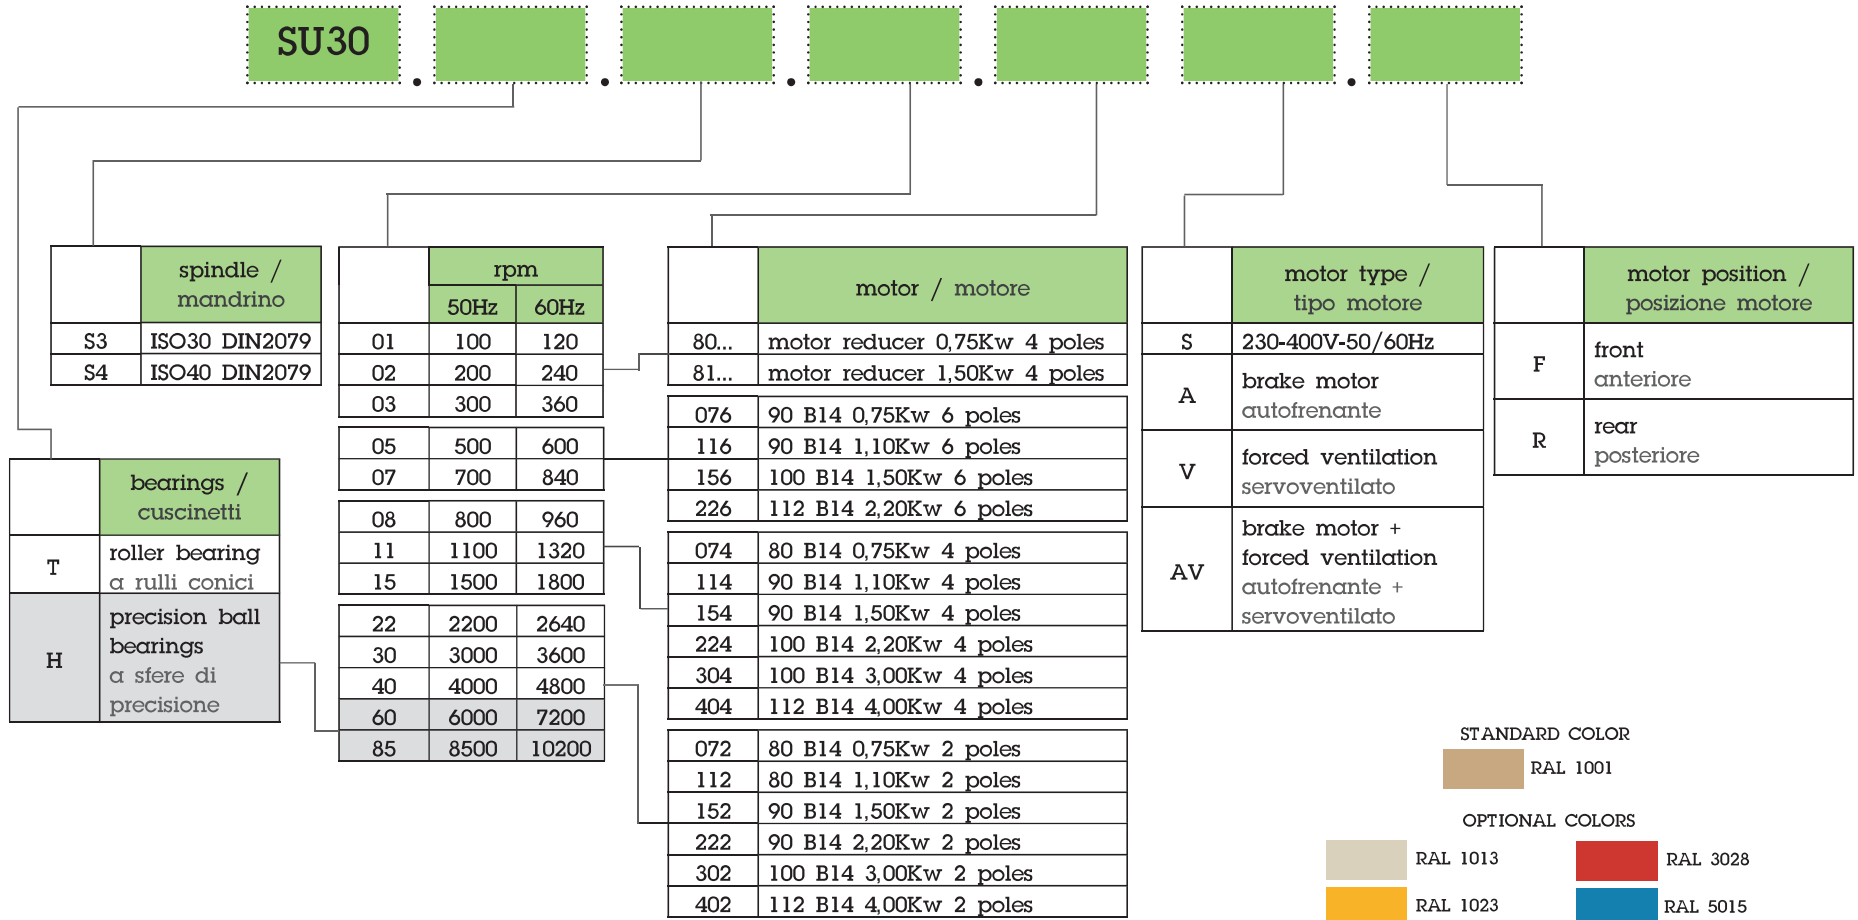 SU30 . . . . .
spindle /
mandrino
S3 ISO30 DIN2079
S4 ISO40 DIN2079
bearings /
cuscinetti
T roller bearing
a rulli conici
H precision ball
bearings
a sfere di
precisione
rpm
50Hz 60Hz
01 100 120
02 200 240
03 300 360
05 500 600
07 700 840
08 800 960
11 1100 1320
15 1500 1800
22 2200 2640
30 3000 3600
40 4000 4800
60 6000 7200
85 8500 10200
motor / motore
80... motor reducer 0,75Kw 4 poles
81... motor reducer 1,50Kw 4 poles
076 90 B14 0,75Kw 6 poles
116 90 B14 1,10Kw 6 poles
156 100 B14 1,50Kw 6 poles
226 112 B14 2,20Kw 6 poles
074 80 B14 0,75Kw 4 poles
114 90 B14 1,10Kw 4 poles
154 90 B14 1,50Kw 4 poles
224 100 B14 2,20Kw 4 poles
304 100 B14 3,00Kw 4 poles
404 112 B14 4,00Kw 4 poles
072 80 B14 0,75Kw 2 poles
112 80 B14 1,10Kw 2 poles
152 90 B14 1,50Kw 2 poles
222 90 B14 2,20Kw 2 poles
302 100 B14 3,00Kw 2 poles
402 112 B14 4,00Kw 2 poles
motor type /
tipo motore
S 230-400V-50/60Hz
A brake motor
autofrenante
V forced ventilation
servoventilato
AV brake motor +
forced ventilation
autofrenante +
servoventilato
motor position /
posizione motore
F front
anteriore
R rear
posteriore
STANDARD COLOR
RAL 1001
OPTIONAL COLORS
RAL 1013 RAL 3028
RAL 1023 RAL 5015